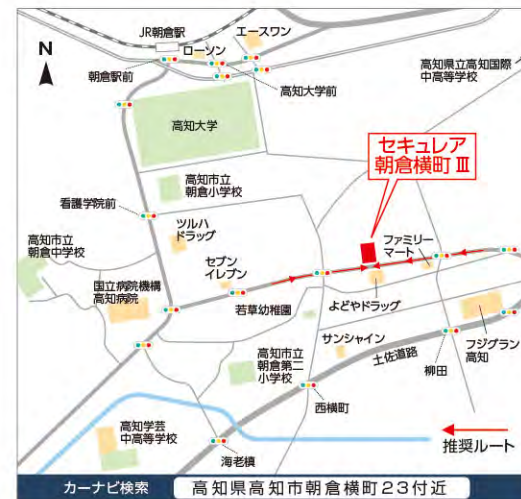 JR朝倉駅
エースワン
ローソン
N
朝倉駅前
高知大学前
高知県立高知国際
中高等学校
高知大学
セキュレア
朝倉横町 Ⅲ
高知市立
朝倉小学校
看護学院前
ツルハ
ドラッグ
高知市立
朝倉中学校
ファミリー
マート
セブン
イレブン
国立病院機構
高知病院
若草幼稚園
よどやドラッグ
サンシャイン
フジグラン
高知
土佐道路
高知市立
朝倉第二
小学校
柳田
西横町
高知学芸
中高等学校
海老槙
推奨ルート
カーナビ検索
高知県高知市朝倉横町23付近